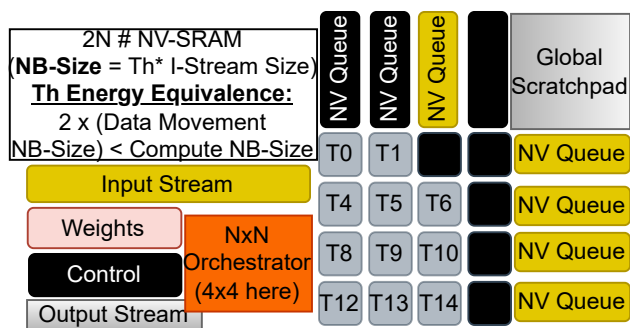 2N # NV-SRAM
(NB-Size = Th* I-Stream Size)
Th Energy Equivalence:
2 x (Data Movement
NB-Size) < Compute NB-Size
Input Stream
Weights
Control
Output Stream
NxN
Orchestrator
(4x4 here)
NV Queue
NV Queue
NV Queue
Global
Scratchpad
T0 T1 NV Queue
T4 T5 T6 NV Queue
T8 T9 T10 NV Queue
T12 T13 T14 NV Queue